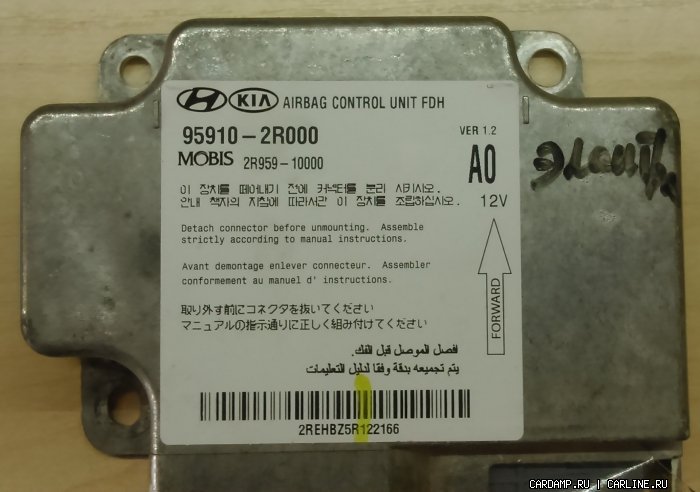 HYUNDAI KIA AIRBAG CONTROL UNIT FDH
95910-2R000
VER 1.2
MOBIS 2R959-10000
A0
이 장치를 떼어내기 전에 커넥터를 분리 시키시오.
안내 책자의 지침에 따라서만 이 장치를 조립하십시오.
12V
Detach connector before unmounting. Assemble
strictly according to manual instructions.
Avant demontage enlever connecteur. Assembler
conformement au manuel d' instructions.
FORWARD
取り外す前にコネクタを抜いてください
マニュアルの指示通りに正しく組み付けてください
فصل الموصل قبل الفك.
يتم تجميعه بدقة وفقا لدليل التعليمات
2REHBZ5R122166
CARDAMP.RU | CARLINE.RU